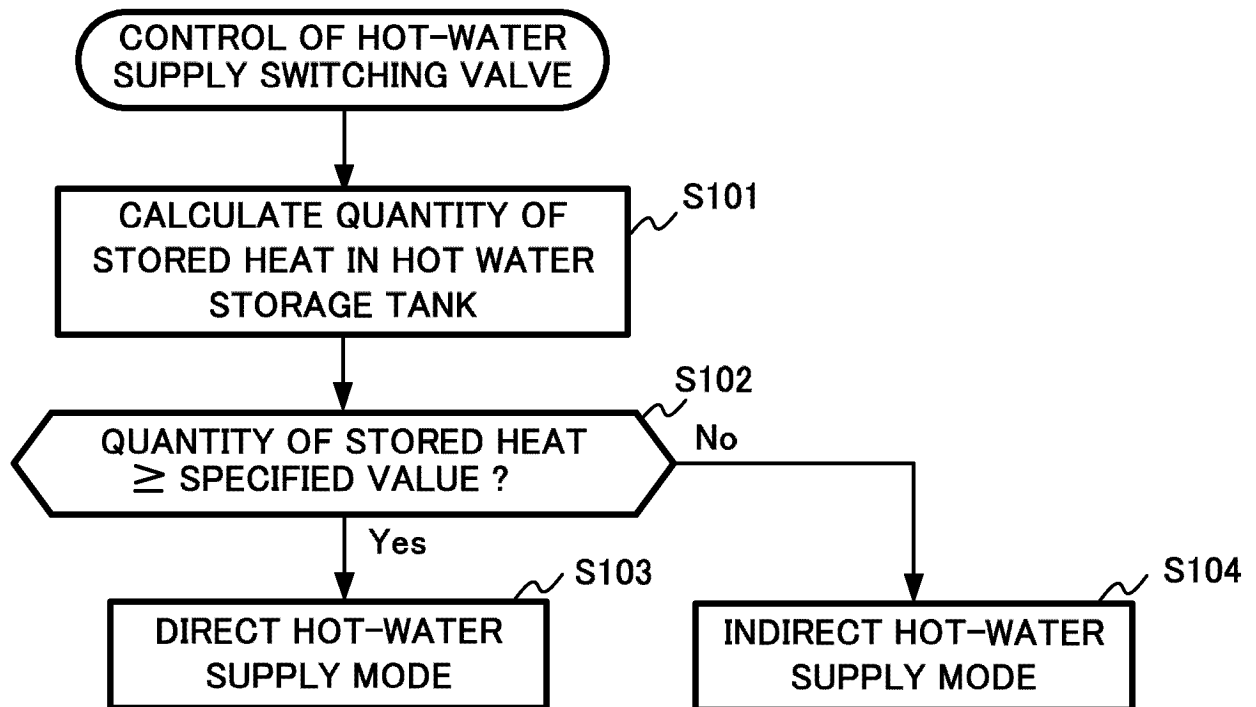 CONTROL OF HOT-WATER
SUPPLY SWITCHING VALVE
S101
CALCULATE QUANTITY OF
STORED HEAT IN HOT WATER
STORAGE TANK
S102
QUANTITY OF STORED HEAT
≧ SPECIFIED VALUE ?
No
Yes
S103
DIRECT HOT-WATER
SUPPLY MODE
S104
INDIRECT HOT-WATER
SUPPLY MODE